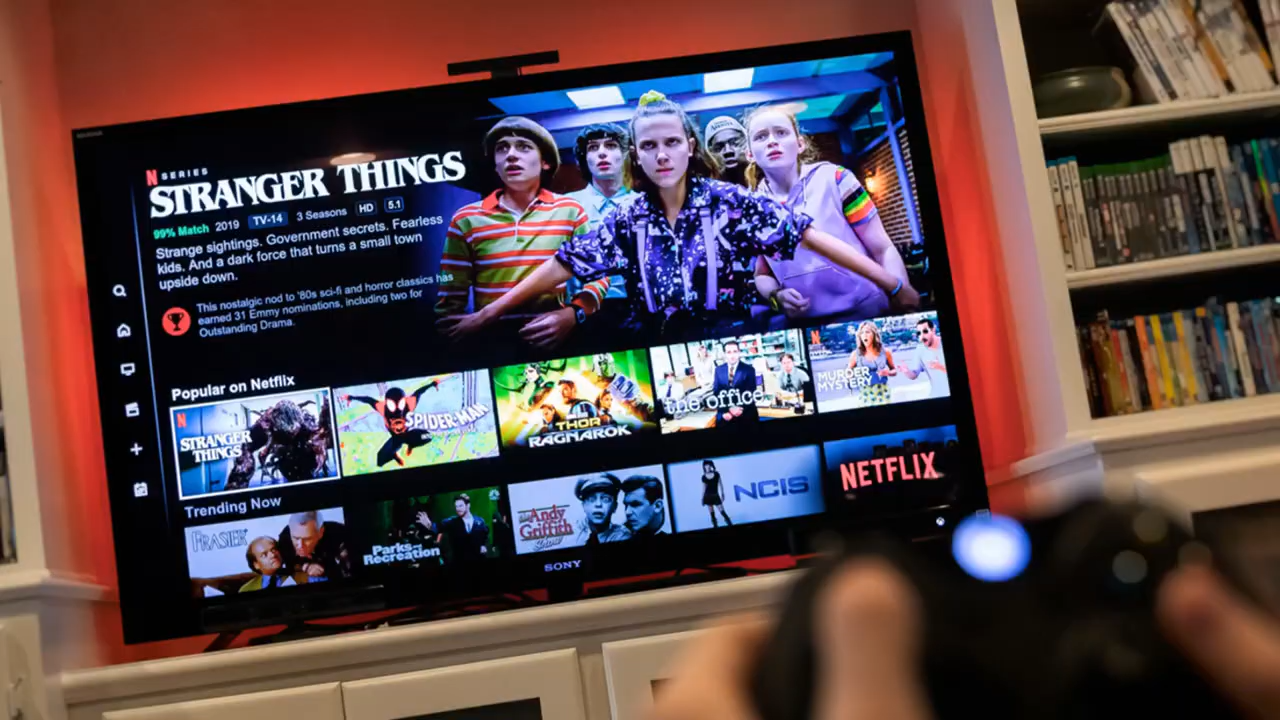 N SERIES
STRANGER THINGS
99% Match 2019 TV-14 3 Seasons HD 5.1
Strange sightings. Government secrets. Fearless
kids. And a dark force that turns a small town
upside down.
This nostalgic nod to '80s sci-fi and horror classics has
earned 31 Emmy nominations, including two for
Outstanding Drama.
Popular on Netflix
N
STRANGER
THINGS
SPIDER-MAN
THOR
RAGNAROK
the office
N
MURDER
MYSTERY
Trending Now
FRASIER
Parks and
Recreation
The
Andy
Griffith
Show
NCIS
NETFLIX
SONY